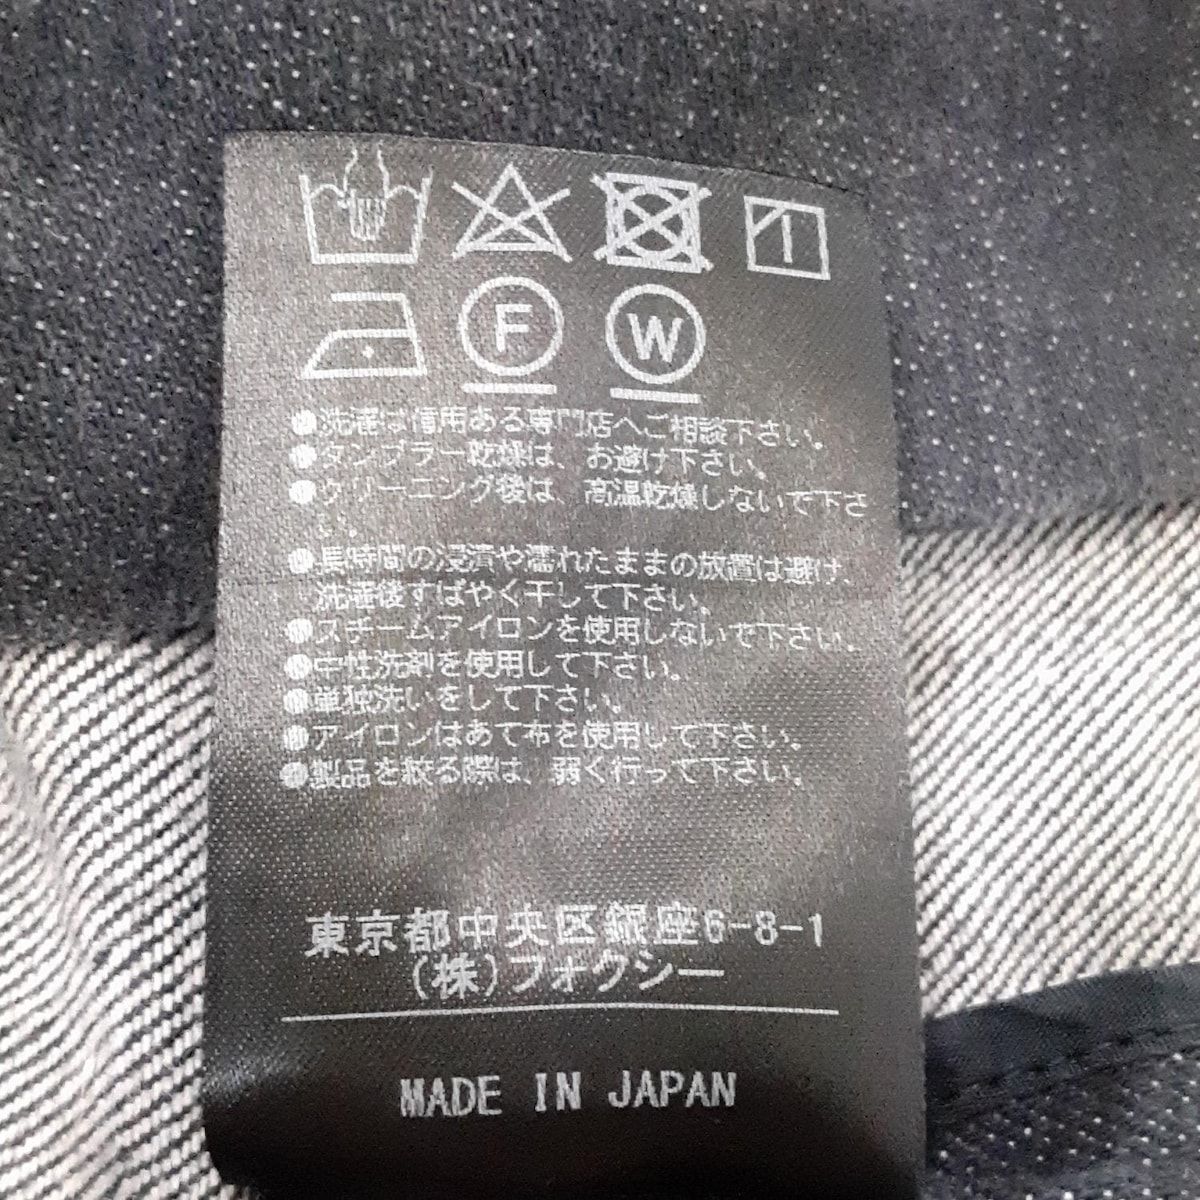 F W
●洗濯は信用ある専門店へご相談下さい。
●タンブラー乾燥は、お避け下さい。
●クリーニング後は、高温乾燥しないで下さ
い。
●長時間の浸漬や濡れたままの放置は避け、
洗濯後すばやく干して下さい。
●スチームアイロンを使用しないで下さい。
●中性洗剤を使用して下さい。
●単独洗いをして下さい。
●アイロンはあて布を使用して下さい。
●製品を絞る際は、弱く行って下さい。
東京都中央区銀座6-8-1
(株)フォクシー
MADE IN JAPAN